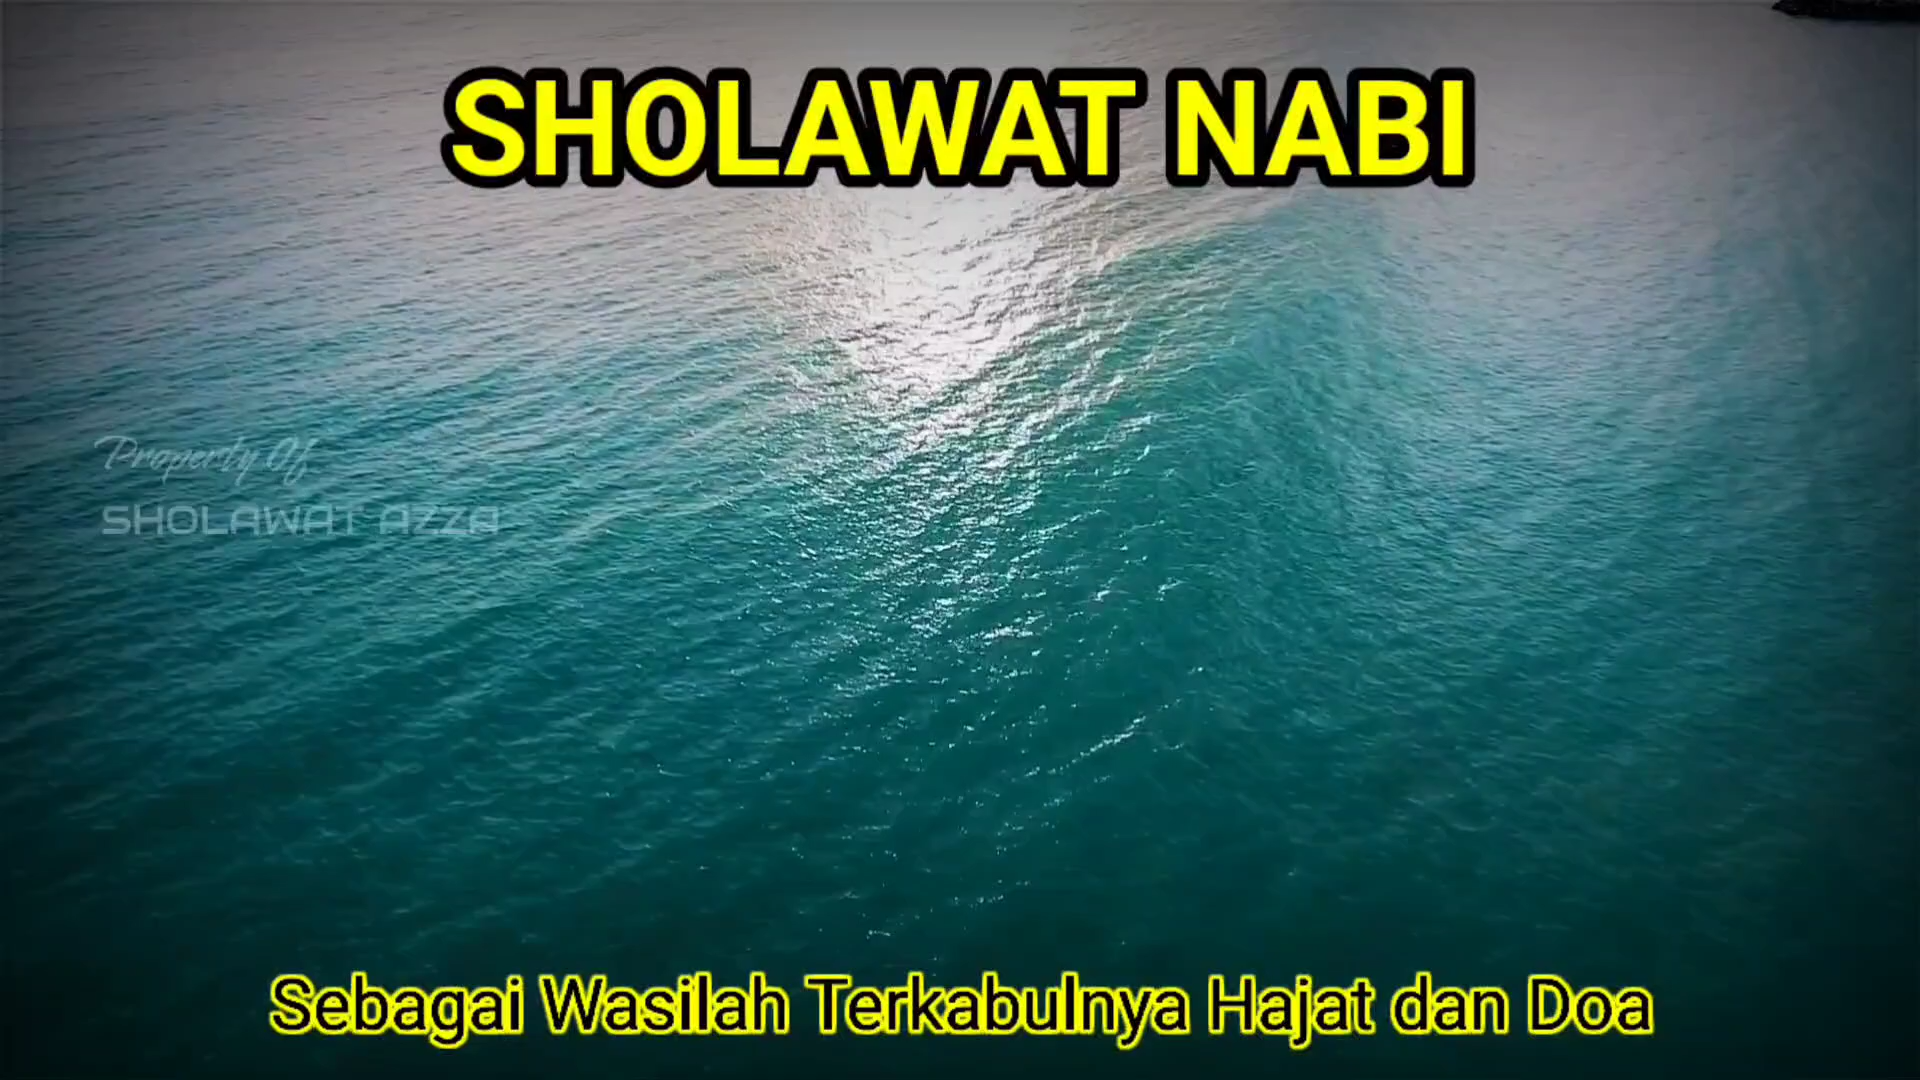 SHOLAWAT NABI
Property Of
SHOLAWAT AZZA
Sebagai Wasilah Terkabulnya Hajat dan Doa